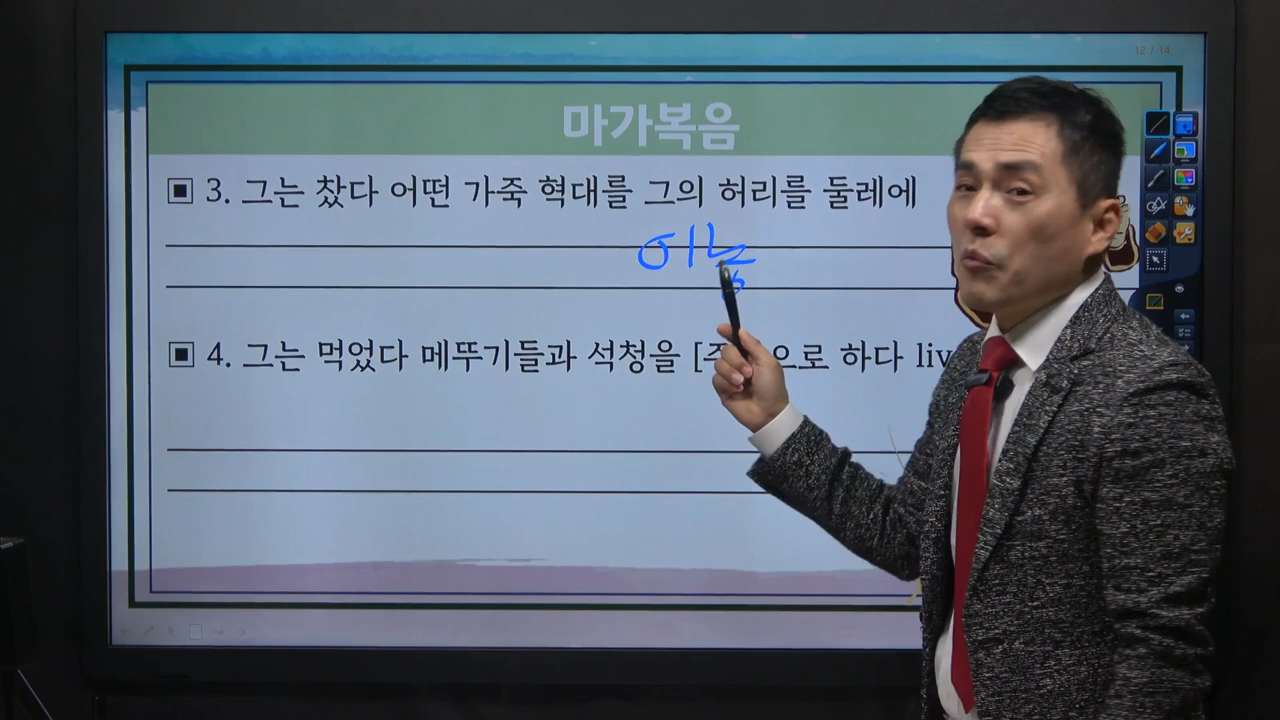 12 / 14
마가복음
▣ 3. 그는 찼다 어떤 가죽 혁대를 그의 허리를 둘레에
▣ 4. 그는 먹었다 메뚜기들과 석청을 [주 으로 하다 liv